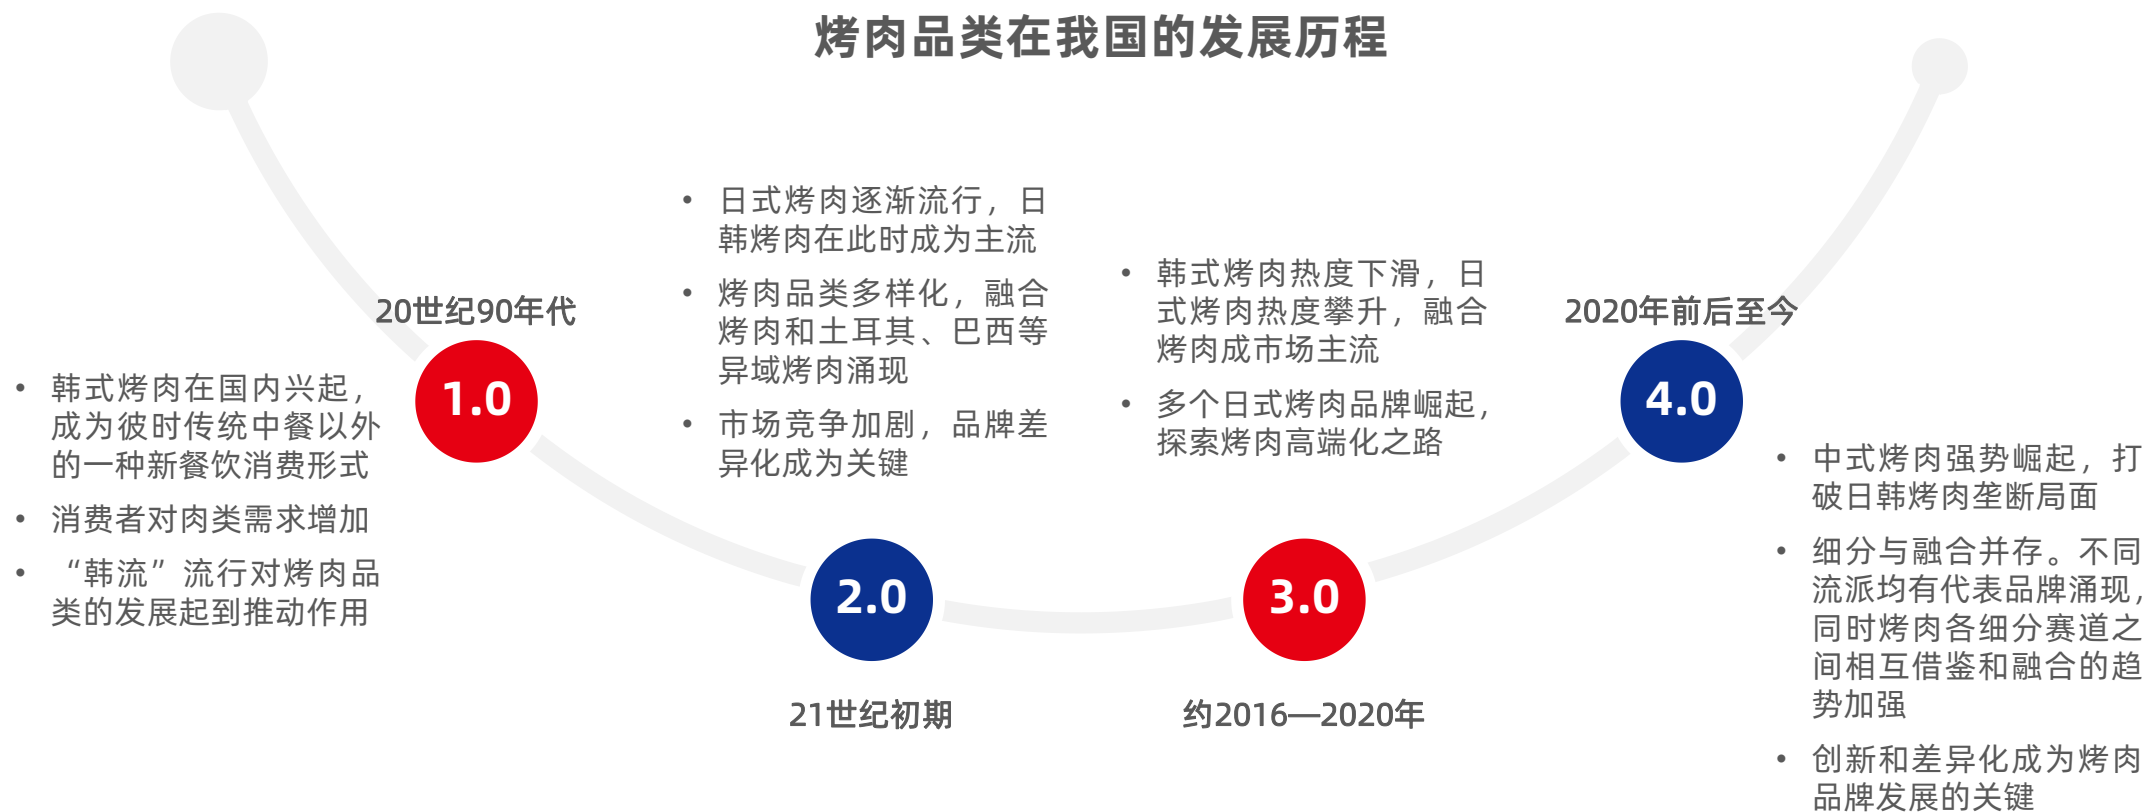 烤肉品类在我国的发展历程
20世纪90年代
1.0
• 韩式烤肉在国内兴起，
成为彼时传统中餐以外
的一种新餐饮消费形式
• 消费者对肉类需求增加
• “韩流”流行对烤肉品
类的发展起到推动作用
• 日式烤肉逐渐流行，日
韩烤肉在此时成为主流
• 烤肉品类多样化，融合
烤肉和土耳其、巴西等
异域烤肉涌现
• 市场竞争加剧，品牌差
异化成为关键
2.0
21世纪初期
• 韩式烤肉热度下滑，日
式烤肉热度攀升，融合
烤肉成市场主流
• 多个日式烤肉品牌崛起，
探索烤肉高端化之路
3.0
约2016—2020年
2020年前后至今
4.0
• 中式烤肉强势崛起，打
破日韩烤肉垄断局面
• 细分与融合并存。不同
流派均有代表品牌涌现，
同时烤肉各细分赛道之
间相互借鉴和融合的趋
势加强
• 创新和差异化成为烤肉
品牌发展的关键